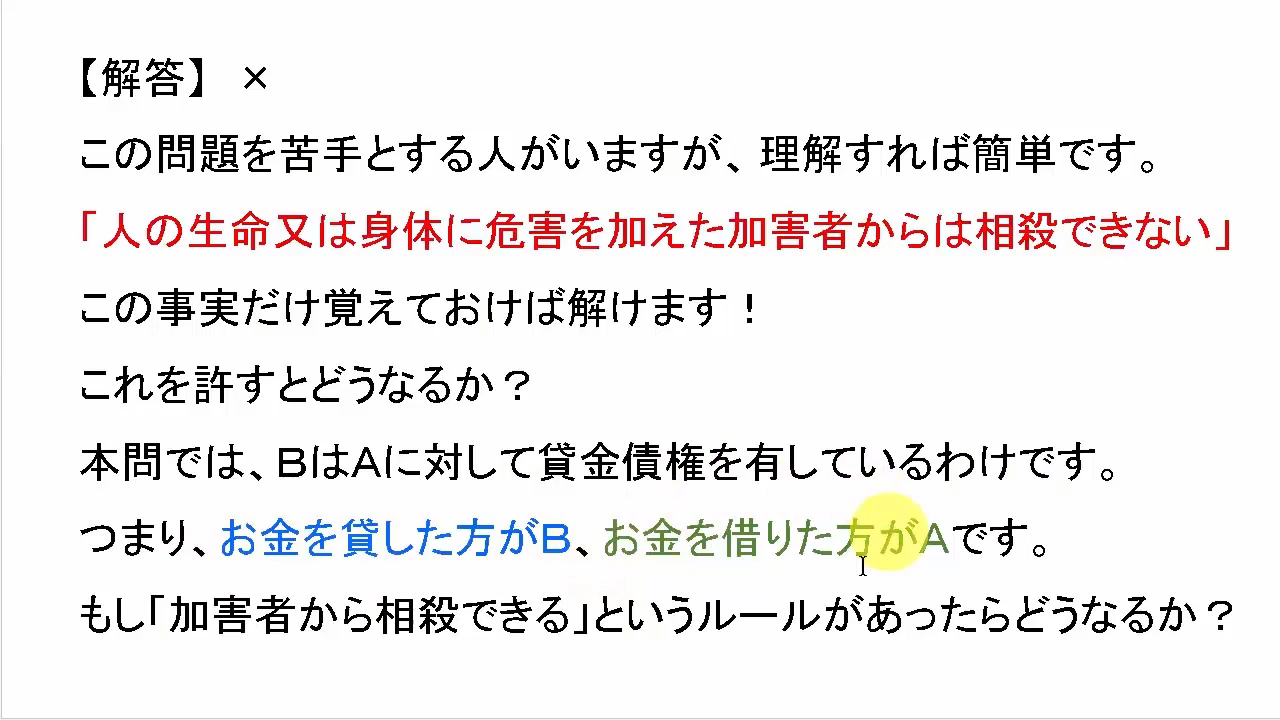 【解答】 ×
この問題を苦手とする人がいますが、理解すれば簡単です。
「人の生命又は身体に危害を加えた加害者からは相殺できない」
この事実だけ覚えておけば解けます！
これを許すとどうなるか？
本問では、BはAに対して貸金債権を有しているわけです。
つまり、お金を貸した方がB、お金を借りた方がAです。
もし「加害者から相殺できる」というルールがあったらどうなるか？